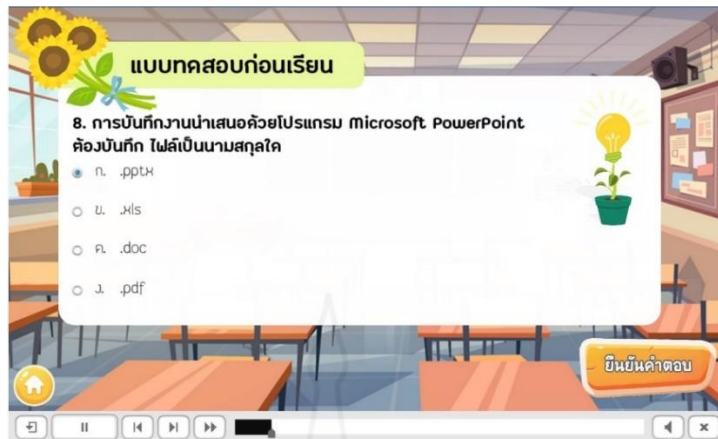 แบบทดสอบก่อนเรียน
8. การบันทึกงานนำเสนอด้วยโปรแกรม Microsoft PowerPoint
ต้องบันทึก ไฟล์เป็นนามสกุลใด
ก. .pptx
ข. .xls
ค. .doc
ง. .pdf
ยืนยันคำตอบ